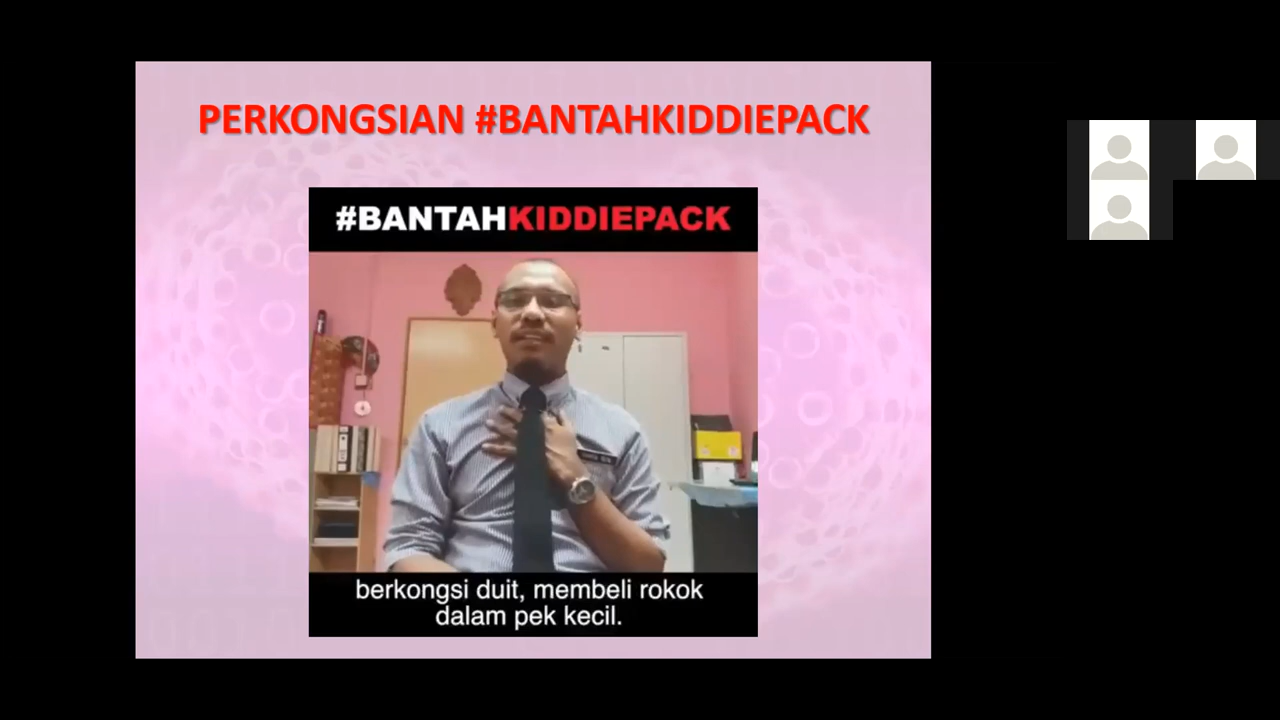 PERKONGSIAN #BANTAHKIDDIEPACK
#BANTAHKIDDIEPACK
berkongsi duit, membeli rokok
dalam pek kecil.